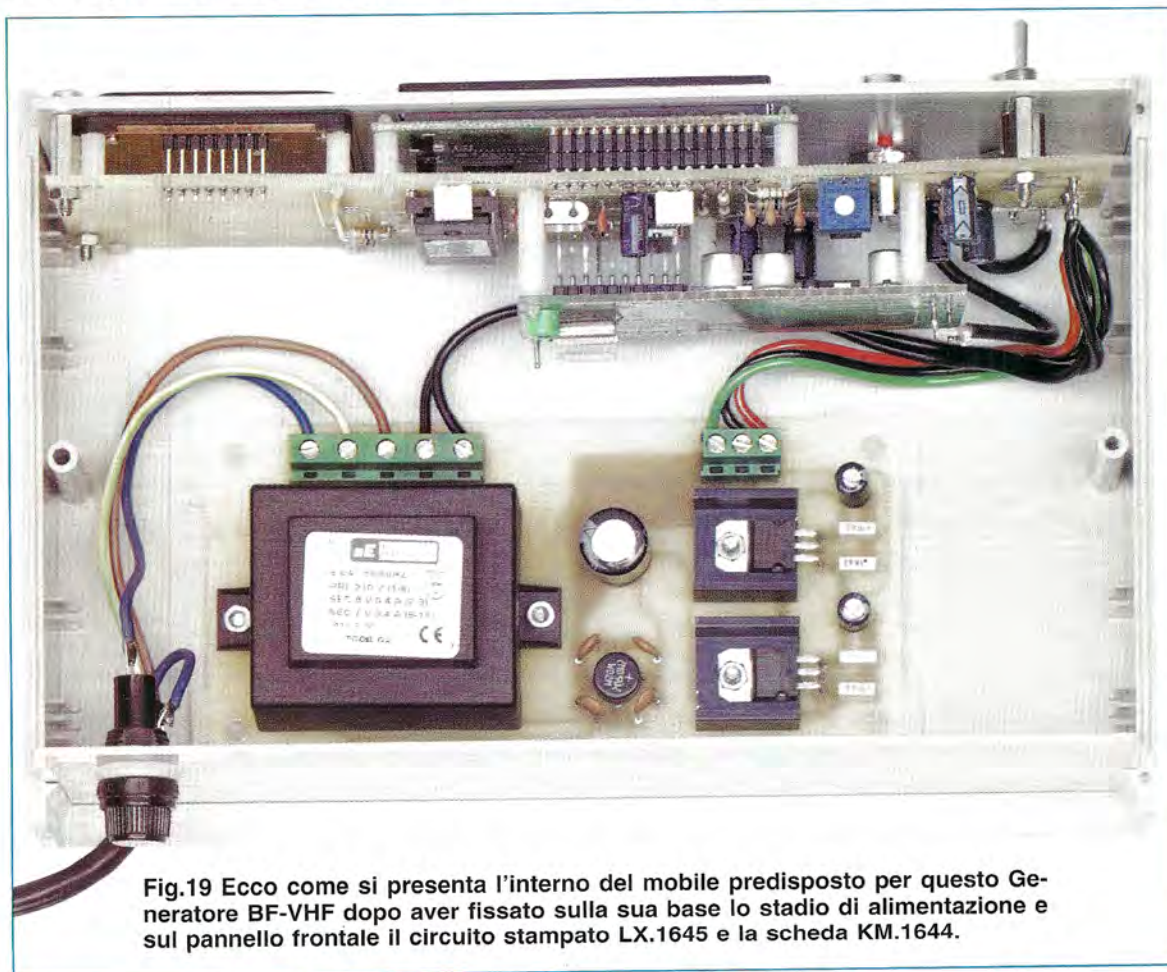 CE
Fig.19 Ecco come si presenta l'interno del mobile predisposto per questo Ge-
neratore BF-VHF dopo aver fissato sulla sua base lo stadio di alimentazione e
sul pannello frontale il circuito stampato LX.1645 e la scheda KM.1644.